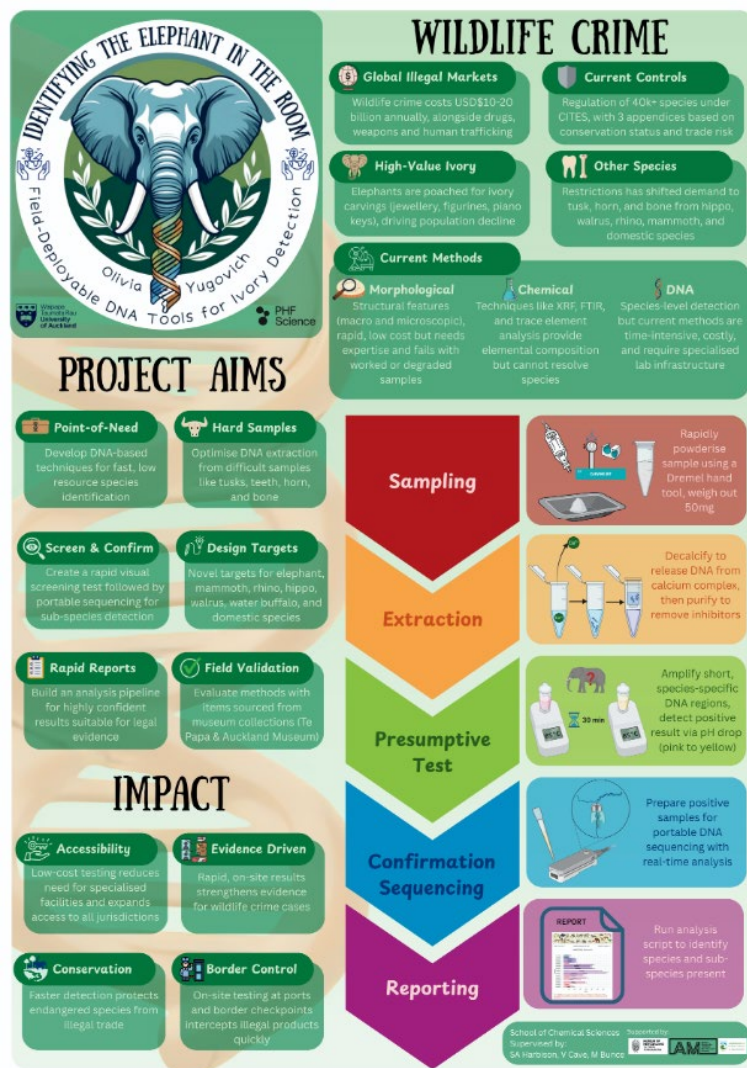 IDENTIFYING THE ELEPHANT IN THE ROOM
Field-Deployable DNA Tools for Ivory Detection
Olivia Yugovich
Waipapa
Taumata Rau
University
of Auckland
PHF
Science
WILDLIFE CRIME
Global Illegal Markets
Wildlife crime costs USD$10-20
billion annually, alongside drugs,
weapons and human trafficking
Current Controls
Regulation of 40k+ species under
CITES, with 3 appendices based on
conservation status and trade risk
High-Value Ivory
Elephants are poached for ivory
carvings (jewellery, figurines, piano
keys), driving population decline
Other Species
Restrictions has shifted demand to
tusk, horn, and bone from hippo,
walrus, rhino, mammoth, and
domestic species
Current Methods
Morphological
Structural features
(macro and microscopic),
rapid, low cost but needs
expertise and fails with
worked or degraded
samples
Chemical
Techniques like XRF, FTIR,
and trace element
analysis provide
elemental composition
but cannot resolve
species
DNA
Species-level detection
but current methods are
time-intensive, costly,
and require specialised
lab infrastructure
PROJECT AIMS
Point-of-Need
Develop DNA-based
techniques for fast, low
resource species
identification
Hard Samples
Optimise DNA extraction
from difficult samples
like tusks, teeth, horn,
and bone
Screen & Confirm
Create a rapid visual
screening test followed by
portable sequencing for
sub-species detection
Design Targets
Novel targets for elephant,
mammoth, rhino, hippo,
walrus, water buffalo, and
domestic species
Rapid Reports
Build an analysis pipeline
for highly confident
results suitable for legal
evidence
Field Validation
Evaluate methods with
items sourced from
museum collections (Te
Papa & Auckland Museum)
IMPACT
Accessibility
Low-cost testing reduces
need for specialised
facilities and expands
access to all jurisdictions
Evidence Driven
Rapid, on-site results
strengthens evidence
for wildlife crime cases
Conservation
Faster detection protects
endangered species from
illegal trade
Border Control
On-site testing at ports
and border checkpoints
intercepts illegal products
quickly
Sampling
Rapidly
powderise
sample using a
Dremel hand
tool, weigh out
50mg
Extraction
Decalcify to
release DNA from
calcium complex,
then purify to
remove inhibitors
Presumptive
Test
?
30 min
Amplify short,
species-specific
DNA regions,
detect positive
result via pH drop
(pink to yellow)
Confirmation
Sequencing
Prepare positive
samples for
portable DNA
sequencing with
real-time analysis
Reporting
REPORT
Run analysis
script to identify
species and sub-
species present
School of Chemical Sciences
Supervised by:
SA Harbison, V Cave, M Bunce
Supported by:
AM